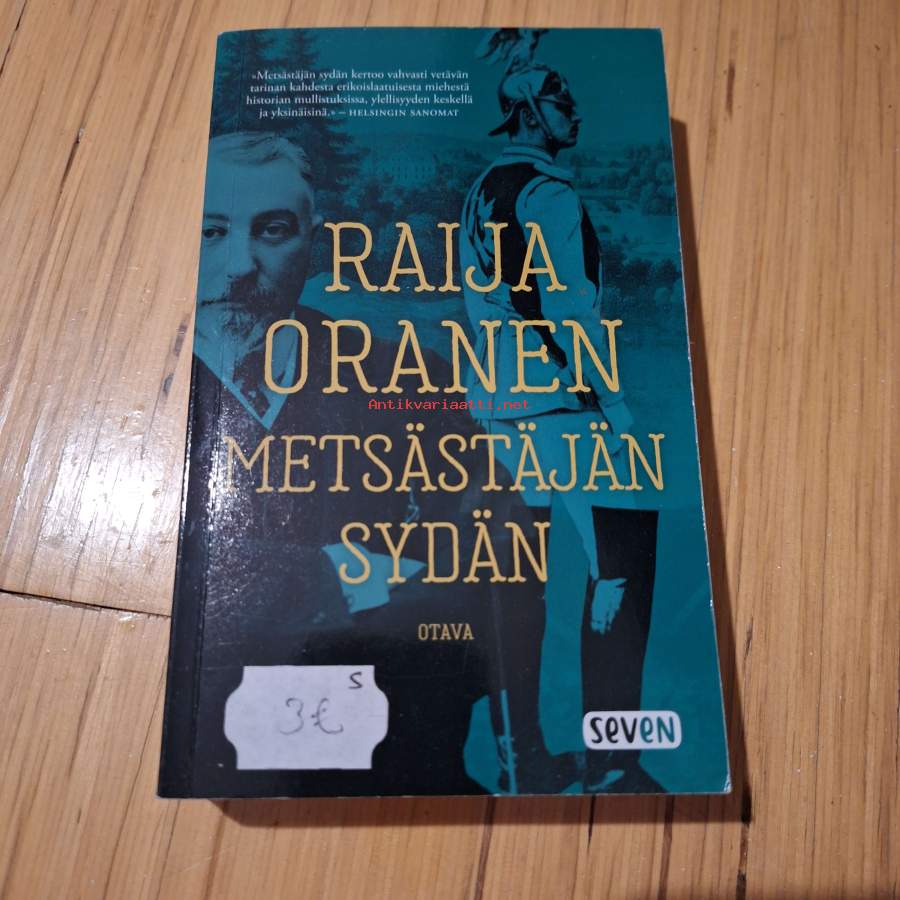 »Metsästäjän sydän kertoo vahvasti vetävän
tarinan kahdesta erikoislaatuisesta miehestä
historian mullistuksissa, ylellisyyden keskellä
ja yksinäisinä.» – HELSINGIN SANOMAT
RAIJA
ORANEN
Antikvariaatti.net
METSÄSTÄJÄN
SYDÄN
OTAVA
S
3€
seven